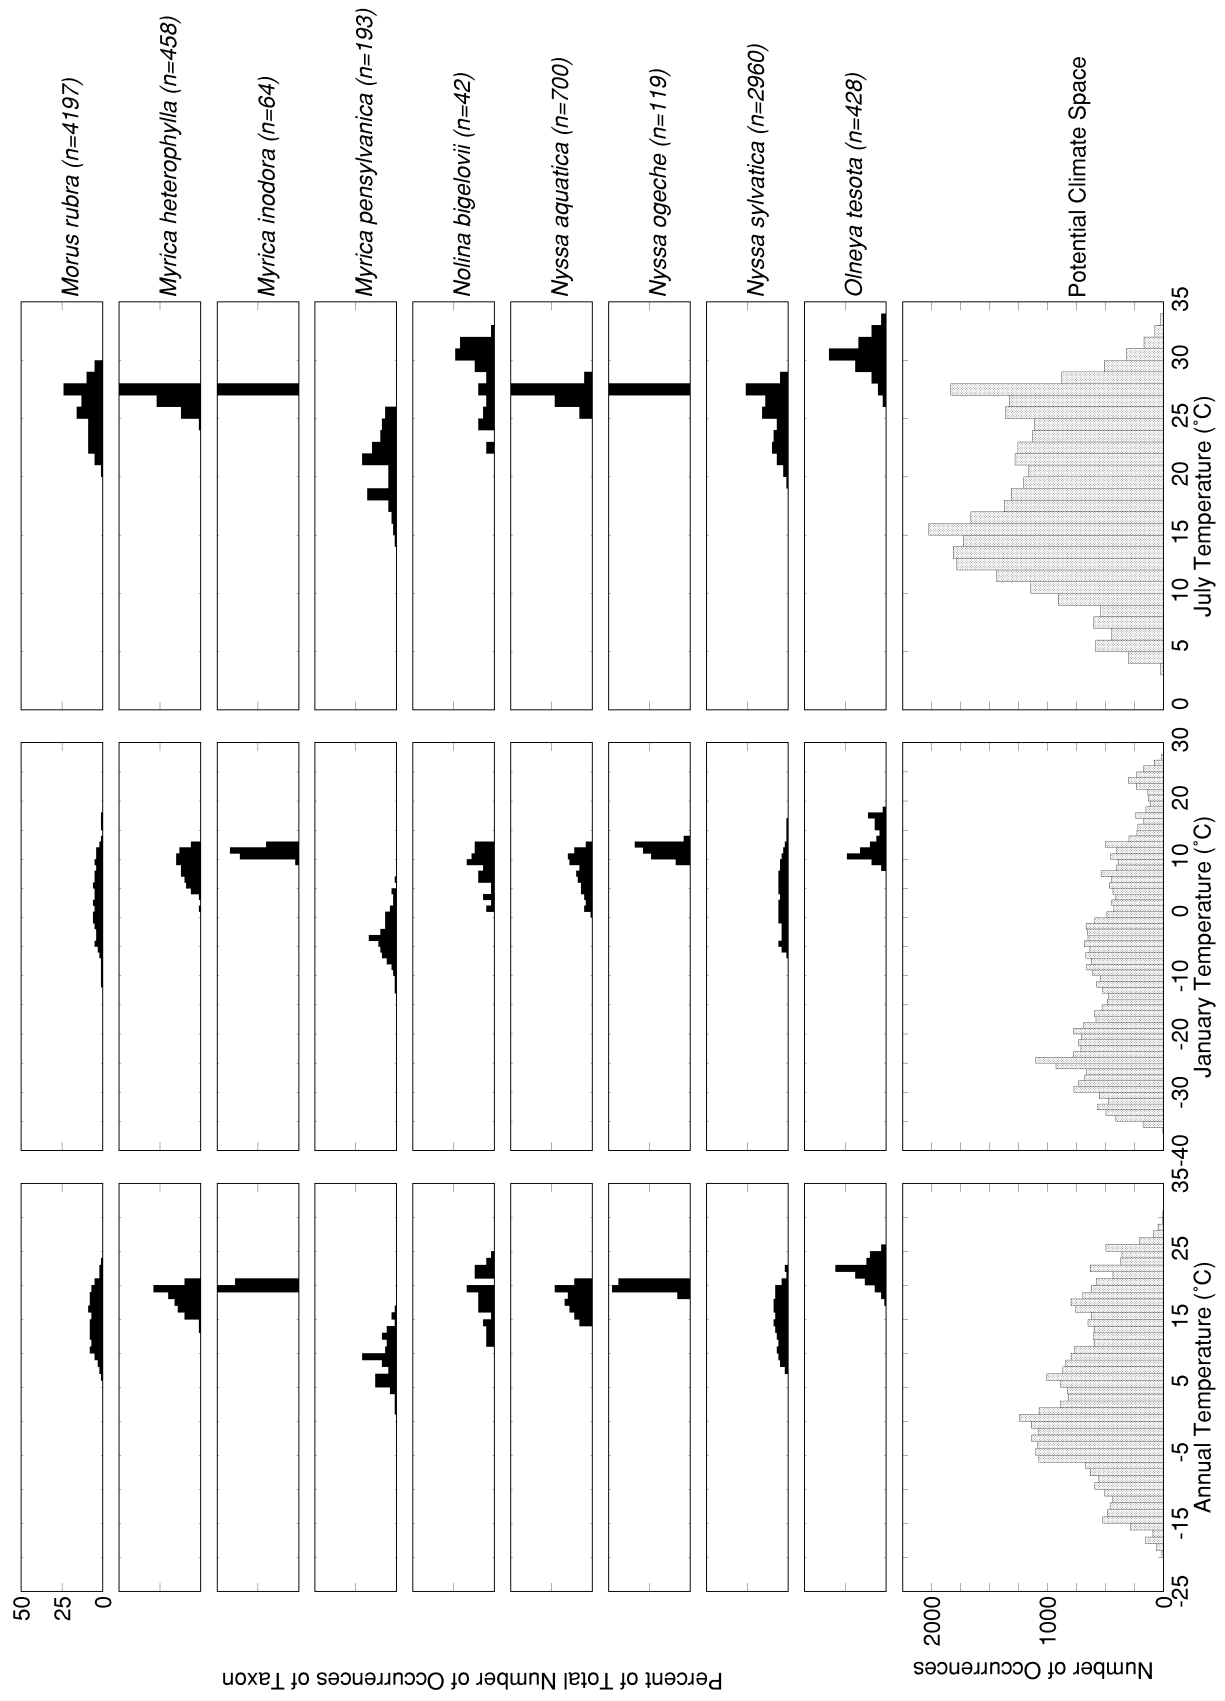 Percent of Total Number of Occurrences of Taxon
50
25
0
Morus rubra (n=4197)
Myrica heterophylla (n=458)
Myrica inodora (n=64)
Myrica pensylvanica (n=193)
Nolina bigelovii (n=42)
Nyssa aquatica (n=700)
Nyssa ogeche (n=119)
Nyssa sylvatica (n=2960)
Olneya tesota (n=428)
Potential Climate Space
Number of Occurrences
2000
1000
0
-25 -15 -5 5 15 25 35
Annual Temperature (°C)
-40 -30 -20 -10 0 10 20 30
January Temperature (°C)
0 5 10 15 20 25 30 35
July Temperature (°C)